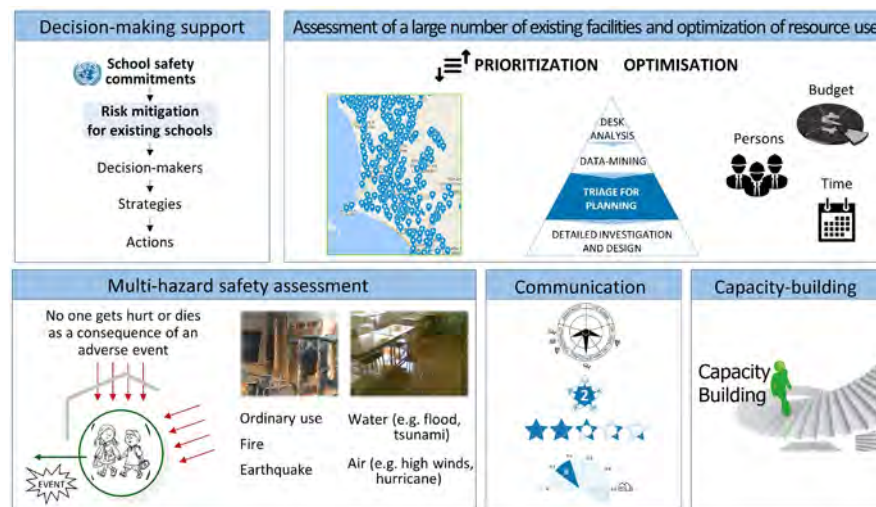 Decision-making support
School safety
commitments
Risk mitigation
for existing schools
Decision-makers
Strategies
Actions
Assessment of a large number of existing facilities and optimization of resource use
PRIORITIZATION
OPTIMISATION
DESK
ANALYSIS
DATA-MINING
TRIAGE FOR
PLANNING
DETAILED INVESTIGATION
AND DESIGN
Budget
Persons
Time
Multi-hazard safety assessment
No one gets hurt or dies
as a consequence of an
adverse event
EVENT
Ordinary use
Fire
Earthquake
Water (e.g. flood,
tsunami)
Air (e.g. high winds,
hurricane)
Communication
2
Capacity-building
Capacity
Building